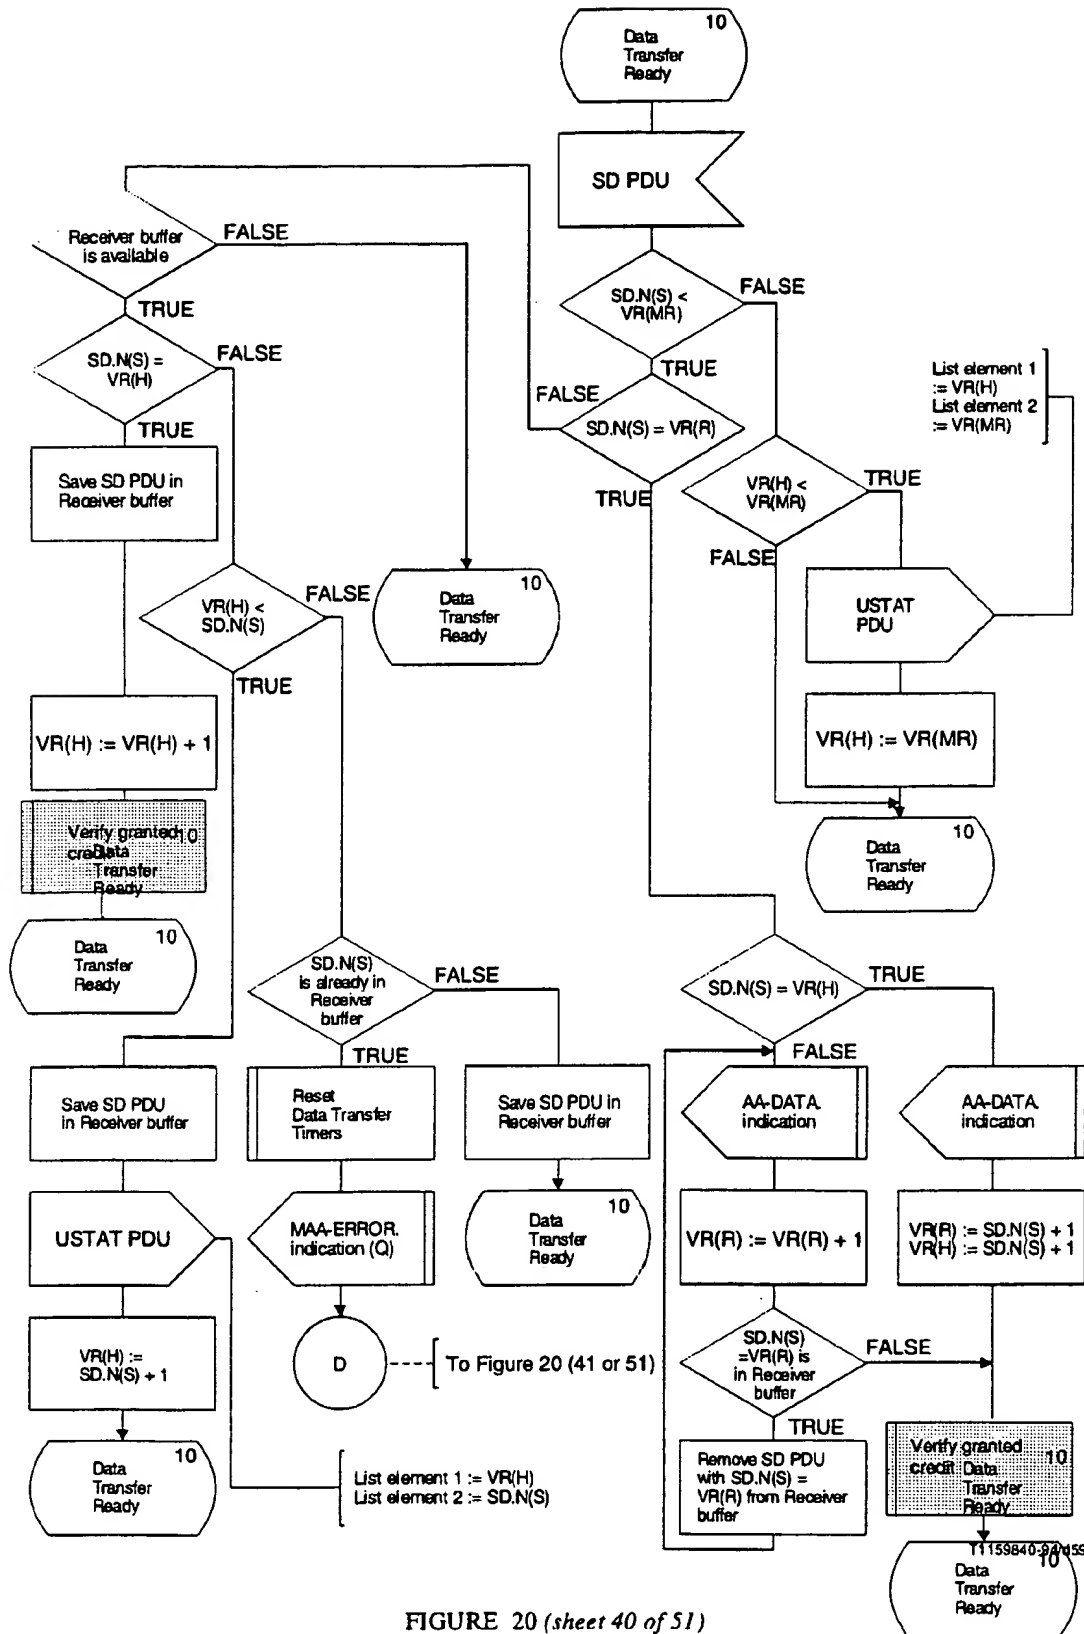 10
Data
Transfer
Ready
SD PDU
Receiver buffer
is available
FALSE
TRUE
SD.N(S) <
VR(MR)
FALSE
TRUE
SD.N(S) =
VR(H)
FALSE
TRUE
List element 1
:= VR(H)
List element 2
:= VR(MR)
FALSE
SD.N(S) = VR(R)
TRUE
Save SD PDU in
Receiver buffer
VR(H) <
VR(MR)
TRUE
FALSE
VR(H) <
SD.N(S)
FALSE
TRUE
10
Data
Transfer
Ready
USTAT
PDU
VR(H) := VR(H) + 1
VR(H) := VR(MR)
Verify granted
credit
10
Data
Transfer
Ready
10
Data
Transfer
Ready
10
Data
Transfer
Ready
SD.N(S)
is already in
Receiver
buffer
FALSE
TRUE
SD.N(S) = VR(H)
TRUE
FALSE
Save SD PDU
in Receiver buffer
Reset
Data Transfer
Timers
Save SD PDU in
Receiver buffer
AA-DATA.
indication
AA-DATA.
indication
USTAT PDU
MAA-ERROR.
indication (Q)
10
Data
Transfer
Ready
VR(R) := VR(R) + 1
VR(R) := SD.N(S) + 1
VR(H) := SD.N(S) + 1
VR(H) :=
SD.N(S) + 1
D
To Figure 20 (41 or 51)
SD.N(S)
=VR(R) is
in Receiver
buffer
FALSE
TRUE
10
Data
Transfer
Ready
List element 1 := VR(H)
List element 2 := SD.N(S)
Remove SD PDU
with SD.N(S) =
VR(R) from Receiver
buffer
Verify granted
credit
10
Data
Transfer
Ready
10
Data
Transfer
Ready
FIGURE 20 (sheet 40 of 51)